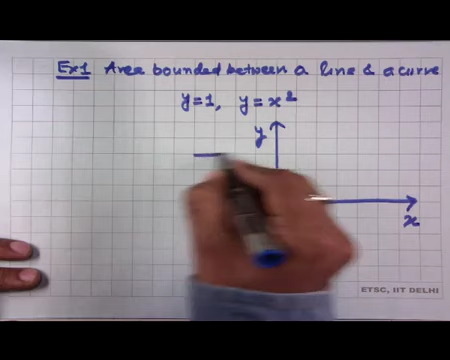 Ex1 Area bounded between a line & a curve
y=1, y=x²
y
x
ETSC, IIT DELHI